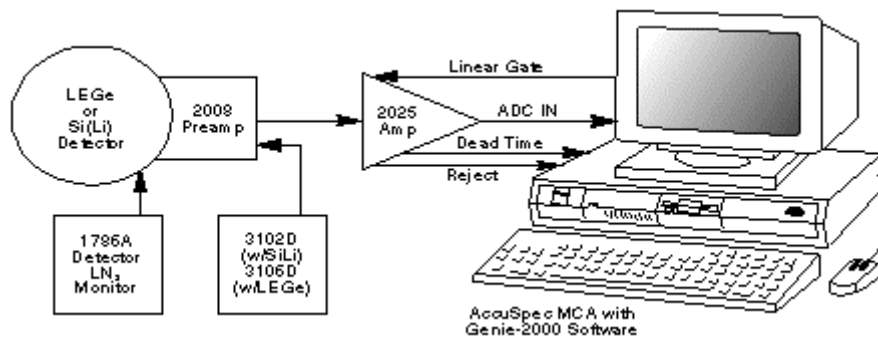 LEGe
or
Si(Li)
Detector
2008
Preamp
Linear Gate
2025
Amp
ADC IN
Dead Time
Reject
1786A
Detector
LN₂
Monitor
3102D
(w/SiLi)
3106D
(w/LEGe)
AccuSpec MCA with
Genie-2000 Software